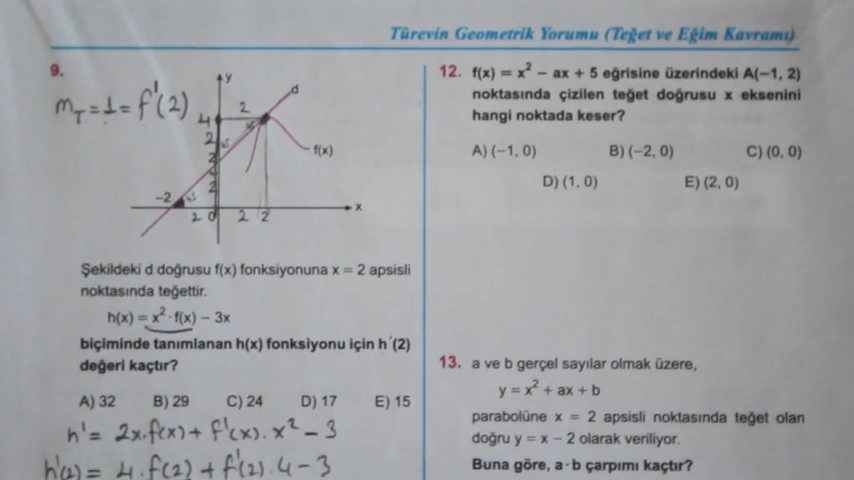 Türevin Geometrik Yorumu (Teğet ve Eğim Kavramı)
9.
m_T = 1 = f'(2)
y
d
2
4
2
45
f(x)
2
2
-2
45
x
2 0 2 2
Şekildeki d doğrusu f(x) fonksiyonuna x = 2 apsisli
noktasında teğettir.
h(x) = x² · f(x) – 3x
biçiminde tanımlanan h(x) fonksiyonu için h'(2)
değeri kaçtır?
A) 32 B) 29 C) 24 D) 17 E) 15
h' = 2x.f(x) + f'(x).x² - 3
h'(2) = 4.f(2) + f'(2).4 - 3
12. f(x) = x² – ax + 5 eğrisine üzerindeki A(–1, 2)
noktasında çizilen teğet doğrusu x eksenini
hangi noktada keser?
A) (–1, 0) B) (–2, 0) C) (0, 0)
D) (1, 0) E) (2, 0)
13. a ve b gerçel sayılar olmak üzere,
y = x² + ax + b
parabolüne x = 2 apsisli noktasında teğet olan
doğru y = x – 2 olarak veriliyor.
Buna göre, a · b çarpımı kaçtır?